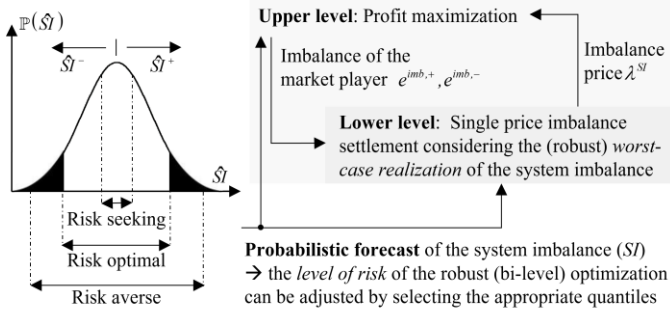 ℙ(ŜI)
ŜI⁻
ŜI⁺
ŜI
Risk seeking
Risk optimal
Risk averse
Upper level: Profit maximization
Imbalance of the
market player e^{imb,+}, e^{imb,−}
Imbalance
price λ^{SI}
Lower level: Single price imbalance
settlement considering the (robust) worst-
case realization of the system imbalance
Probabilistic forecast of the system imbalance (SI)
→ the level of risk of the robust (bi-level) optimization
can be adjusted by selecting the appropriate quantiles